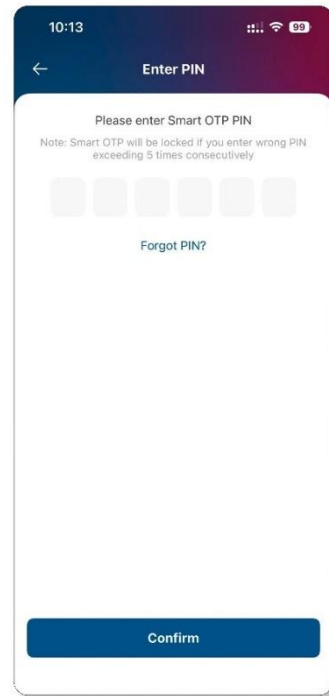 10:13
99
Enter PIN
Please enter Smart OTP PIN
Note: Smart OTP will be locked if you enter wrong PIN
exceeding 5 times consecutively
Forgot PIN?
Confirm